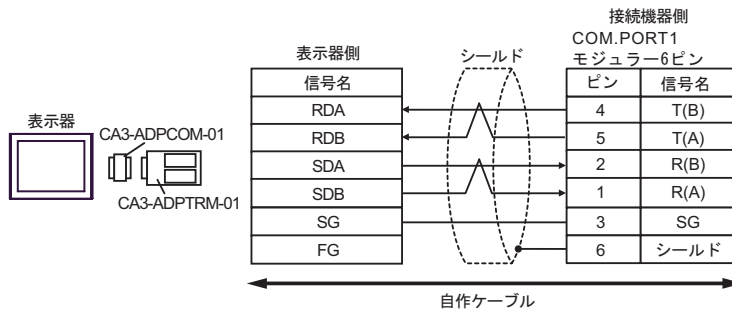 接続機器側
COM.PORT1
モジュラー6ピン
表示器側
シールド
信号名
ピン 信号名
RDA 4 T(B)
RDB 5 T(A)
SDA 2 R(B)
SDB 1 R(A)
SG 3 SG
FG 6 シールド
表示器
CA3-ADPCOM-01
CA3-ADPTRM-01
自作ケーブル